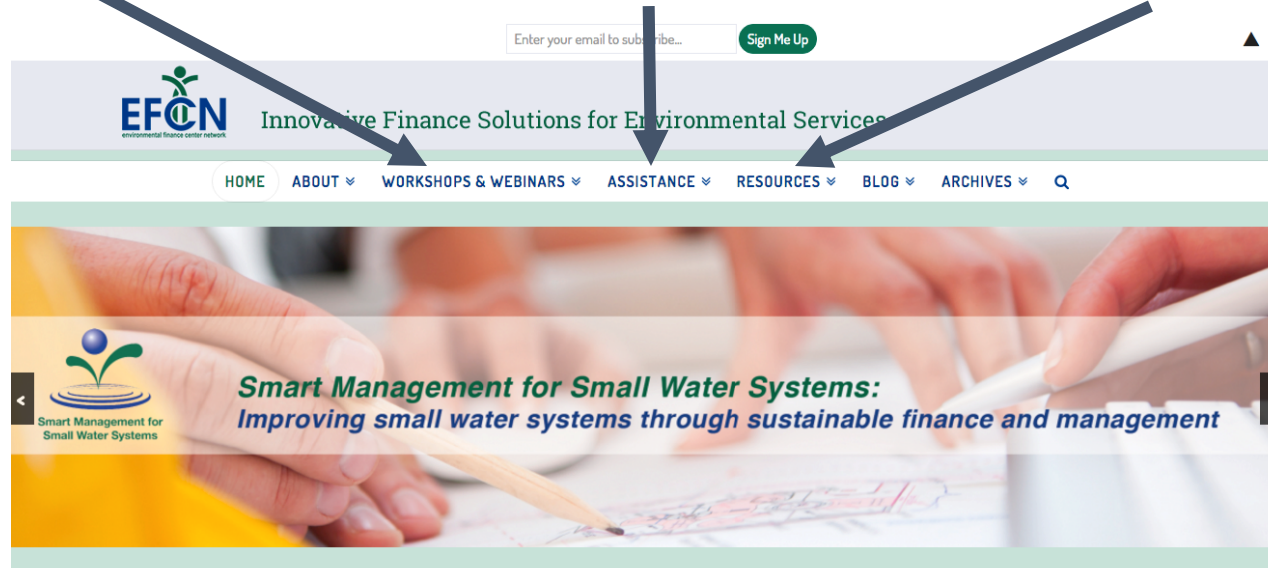 Enter your email to subscribe...
Sign Me Up
EFCN
environmental finance center network
Innovative Finance Solutions for Environmental Services
HOME ABOUT WORKSHOPS & WEBINARS ASSISTANCE RESOURCES BLOG ARCHIVES
Smart Management for Small Water Systems:
Improving small water systems through sustainable finance and management
Smart Management for
Small Water Systems